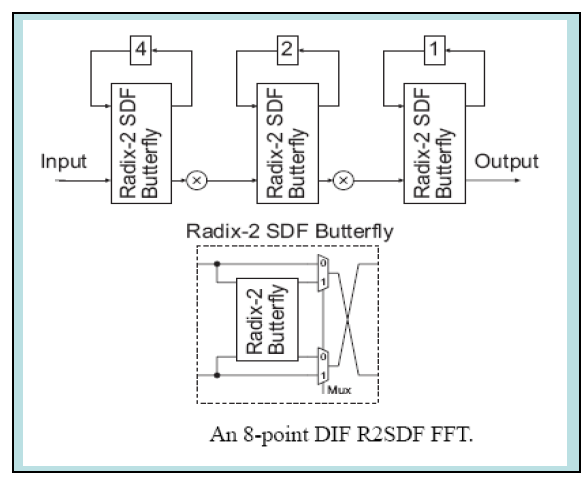 4
2
1
Radix-2 SDF
Butterfly
Radix-2 SDF
Butterfly
Radix-2 SDF
Butterfly
Input
×
×
Output
Radix-2 SDF Butterfly
0
1
Radix-2
Butterfly
0
1
Mux
An 8-point DIF R2SDF FFT.